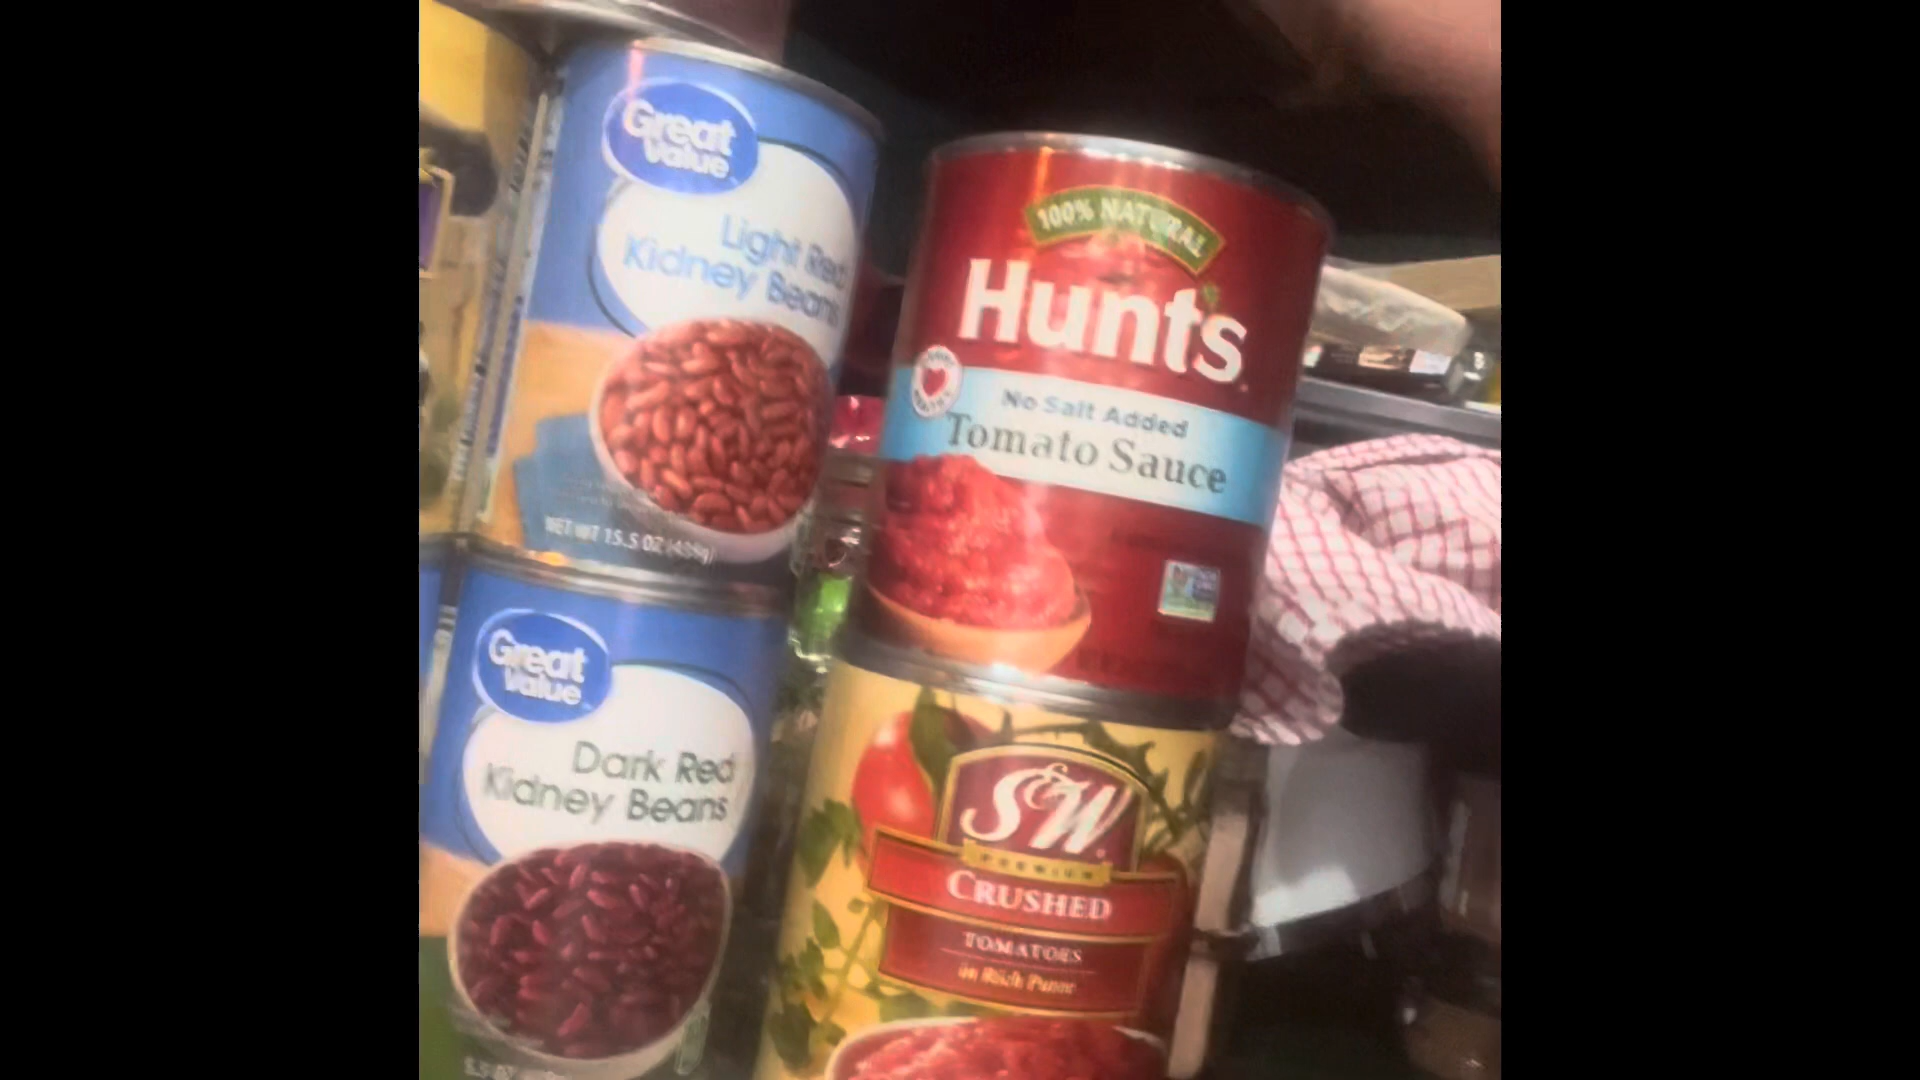 Great
Value
Light Red
Kidney Beans
NET WT 15.5 OZ (439g)
Great
Value
Dark Red
Kidney Beans
100% NATURAL
Hunt's
No Salt Added
Tomato Sauce
S&W
PREMIUM
CRUSHED
TOMATOES
in Rich Puree